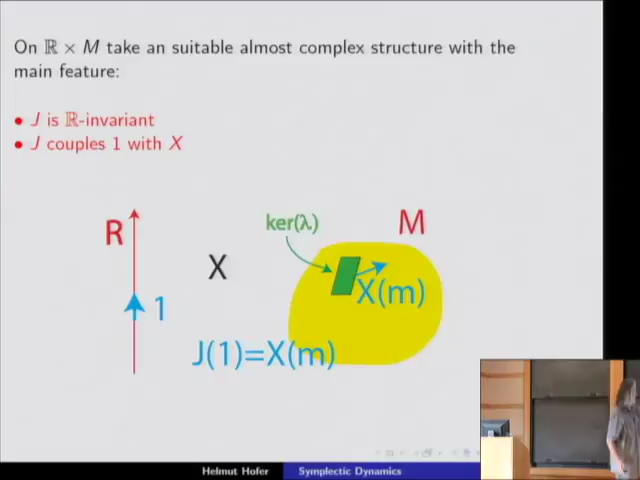 On ℝ × M take an suitable almost complex structure with the
main feature:
• J is ℝ-invariant
• J couples 1 with X
ker(λ)
M
R
X
X(m)
1
J(1)=X(m)
Helmut Hofer
Symplectic Dynamics